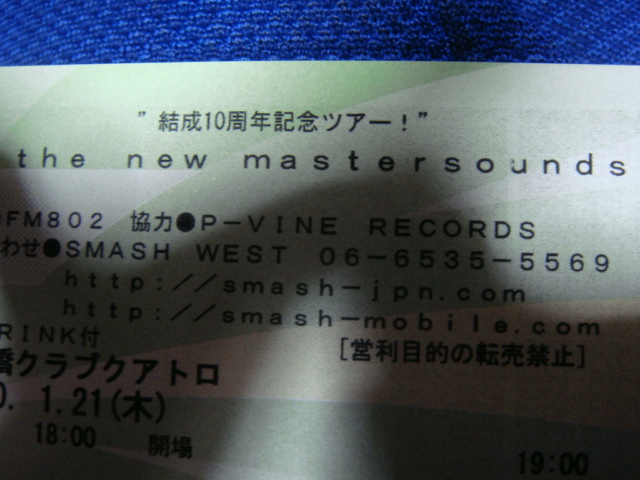 ”結成10周年記念ツアー！”
the new mastersounds
FM802 協力●P－VINE RECORDS
わせ●SMASH WEST 06－6535－5569
http://smash－jpn.com
http://smash－mobile.com
RINK付 [営利目的の転売禁止]
橋クラブクアトロ
0. 1.21(木)
18:00 開場 19:00